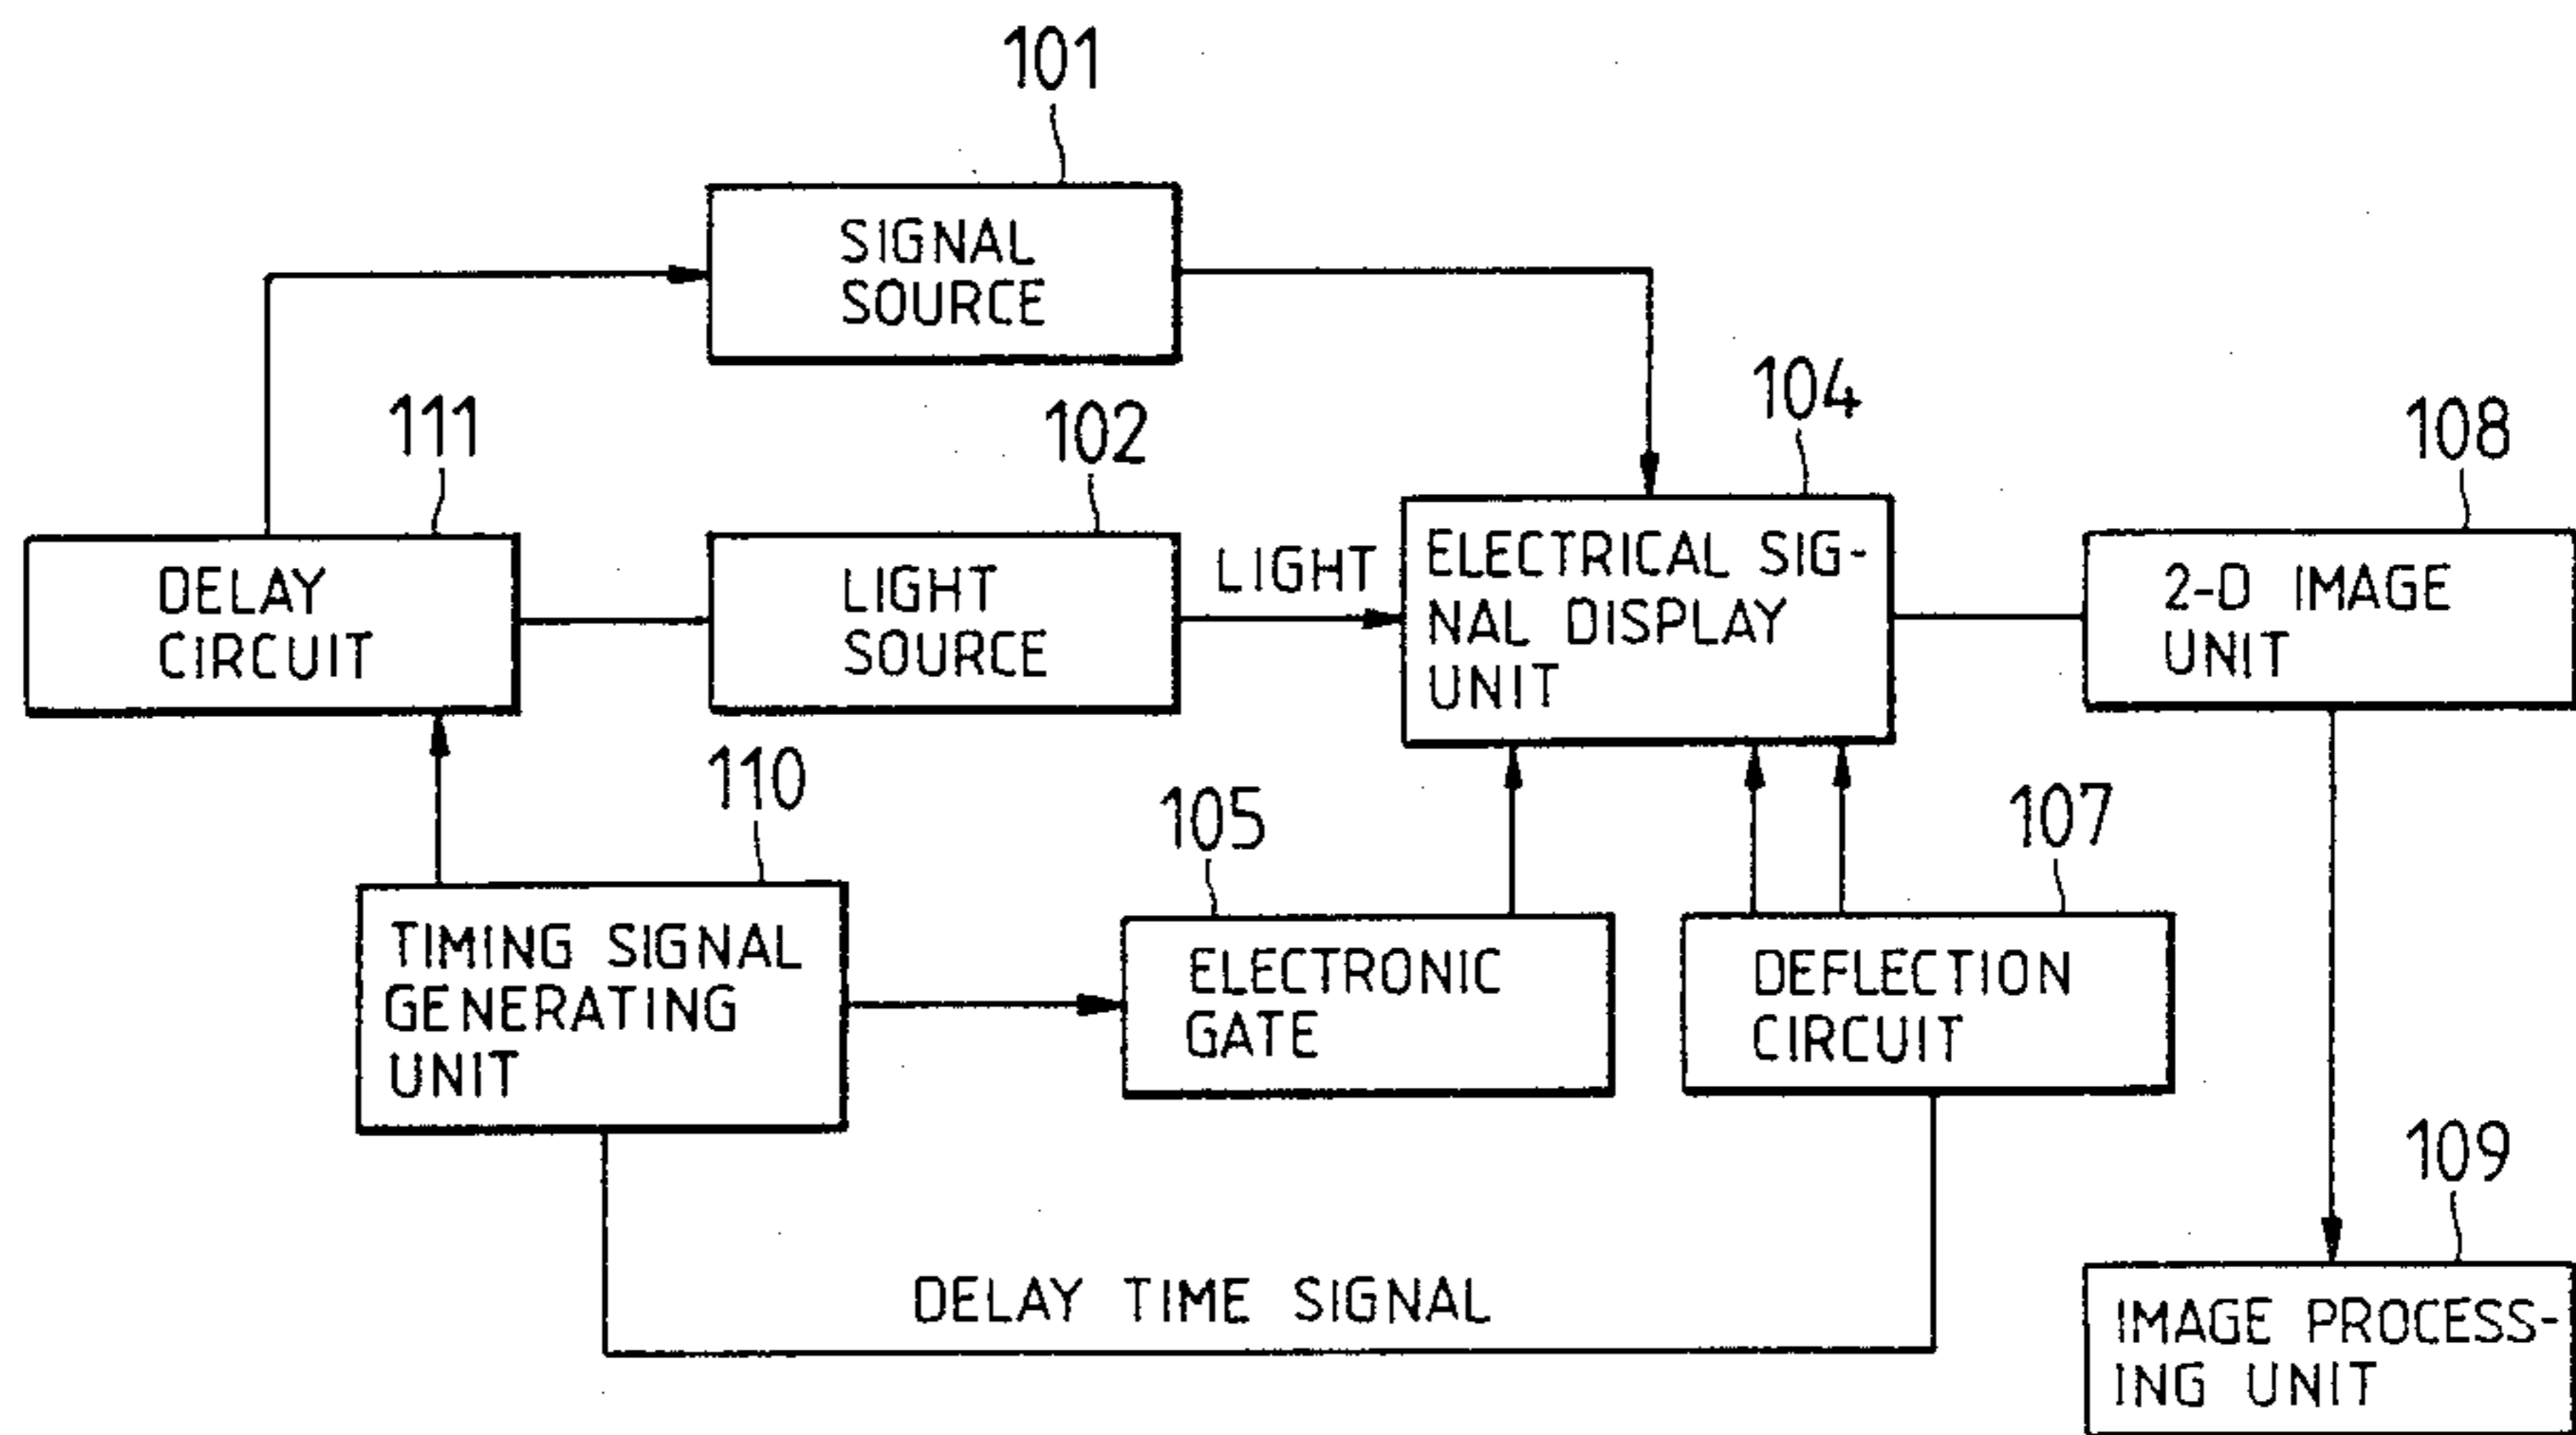 101
SIGNAL
SOURCE
111
102
104
108
DELAY
CIRCUIT
LIGHT
SOURCE
LIGHT
ELECTRICAL SIG-
NAL DISPLAY
UNIT
2-D IMAGE
UNIT
110
105
107
TIMING SIGNAL
GENERATING
UNIT
ELECTRONIC
GATE
DEFLECTION
CIRCUIT
109
DELAY TIME SIGNAL
IMAGE PROCESS-
ING UNIT